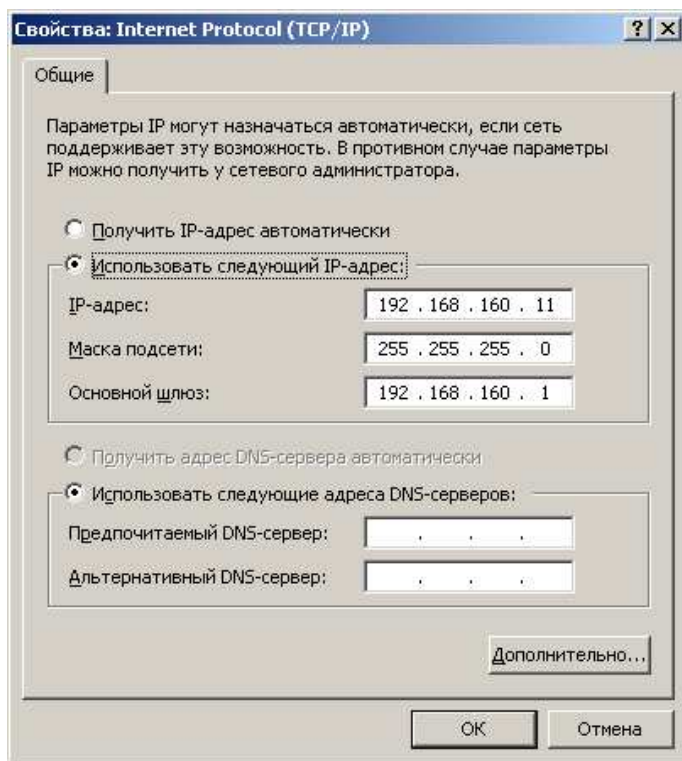 Свойства: Internet Protocol (TCP/IP)
Общие
Параметры IP могут назначаться автоматически, если сеть
поддерживает эту возможность. В противном случае параметры
IP можно получить у сетевого администратора.
Получить IP-адрес автоматически
Использовать следующий IP-адрес:
IP-адрес: 192 . 168 . 160 . 11
Маска подсети: 255 . 255 . 255 . 0
Основной шлюз: 192 . 168 . 160 . 1
Получить адрес DNS-сервера автоматически
Использовать следующие адреса DNS-серверов:
Предпочитаемый DNS-сервер: . . .
Альтернативный DNS-сервер: . . .
Дополнительно...
ОК Отмена